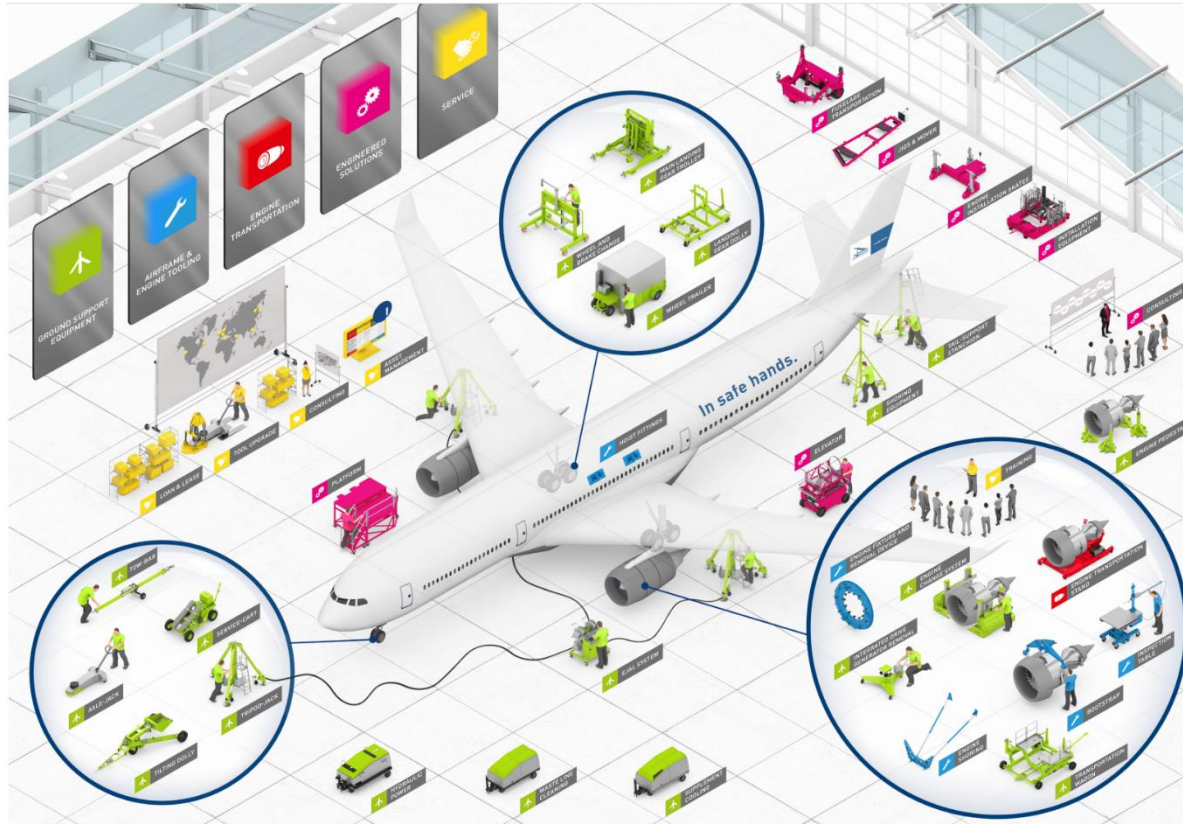 SERVICE
ENGINEERED
SOLUTIONS
ENGINE
TRANSPORTATION
AIRFRAME &
ENGINE TOOLING
GROUND SUPPORT
EQUIPMENT
FUSELAGE
TRANSPORTATION
JIGS & MOVER
ENGINE
INSTALLATION SKATES
INSTALLATION
EQUIPMENT
MAIN LANDING
GEAR TROLLEY
WHEEL AND
BRAKE CHANGE
LANDING
GEAR DOLLY
WHEEL TRAILER
CONSULTING
TAIL-SUPPORT
STANCHION
SHORING
EQUIPMENT
ASSET
MANAGEMENT
CONSULTING
TOOL UPGRADE
LOAN & LEASE
In safe hands.
HOIST FITTINGS
PLATFORM
ELEVATOR
ENGINE PEDESTAL
TRAINING
ENGINE FIXTURE AND
REMOVAL DEVICE
ENGINE
CHANGE SYSTEM
ENGINE TRANSPORTATION
STAND
INTEGRATED DRIVE
GENERATOR REMOVAL
INSPECTION
TABLE
BOOTSTRAP
ENGINE
SHORING
TRANSPORTATION
WAGON
TOW-BAR
SERVICE-CART
AXLE-JACK
TRIPOD-JACK
TILTING DOLLY
EJAL SYSTEM
HYDRAULIC
POWER
WASTE LINE
CLEANING
SUPPLEMENT
COOLING